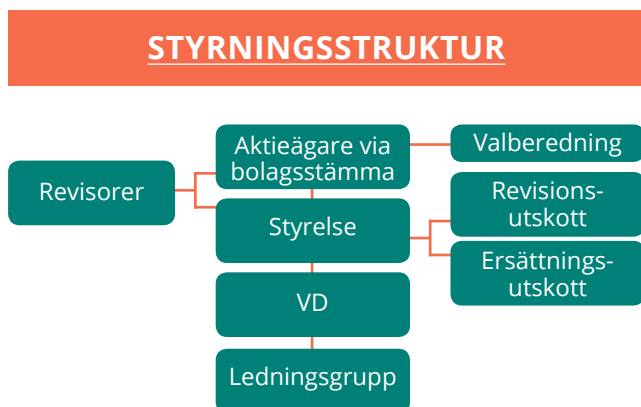 STYRNINGSSTRUKTUR
Aktieägare via
bolagsstämma
Valberedning
Revisorer
Styrelse
Revisions-
utskott
Ersättnings-
utskott
VD
Ledningsgrupp